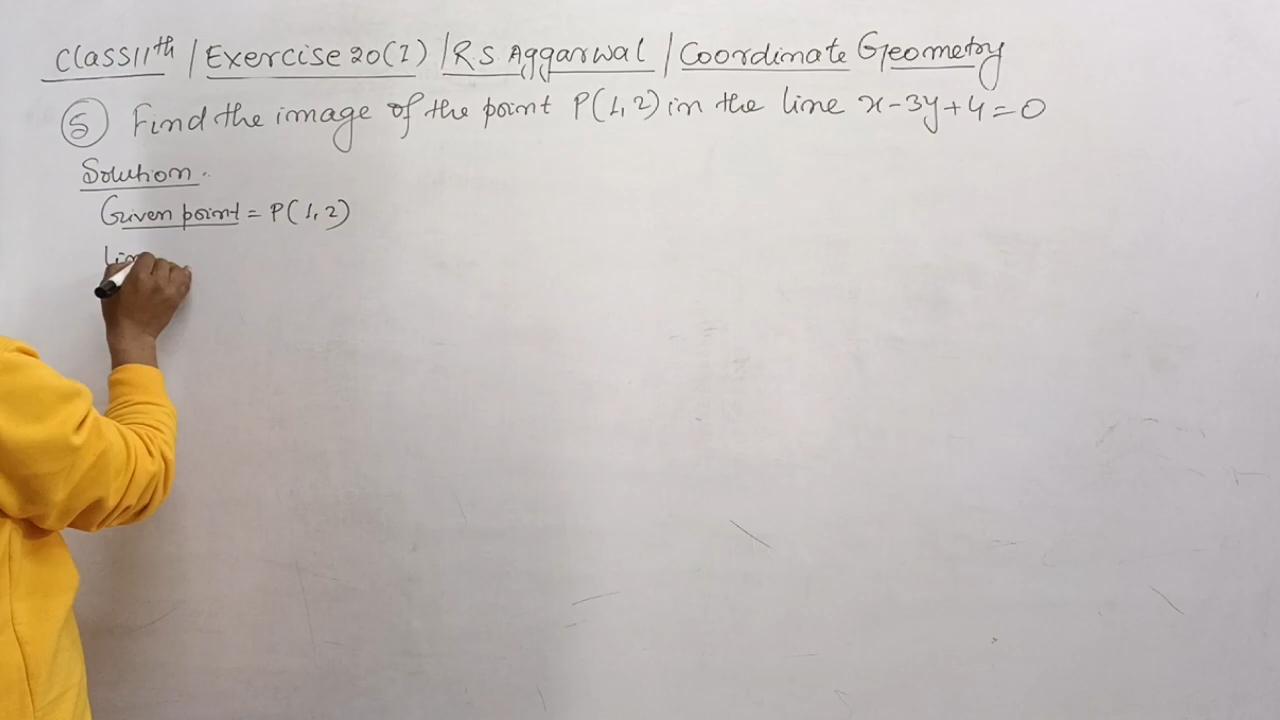 Class 11th / Exercise 20(I) / R.S. Aggarwal / Coordinate Geometry
(5) Find the image of the point P(1,2) in the line x-3y+4=0
Solution.
Given point = P(1,2)